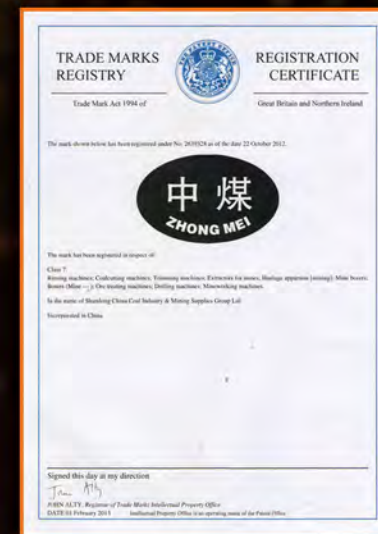 THE PATENT OFFICE
TRADE MARKS
REGISTRY
REGISTRATION
CERTIFICATE
Trade Mark Act 1994 of
Great Britain and Northern Ireland
The mark shown below has been registered under No. 2639328 as of the date 22 October 2012.
中煤
ZHONG MEI
The mark has been registered in respect of:
Class 7:
Rinsing machines; Coalcutting machines; Trimming machines; Extractors for mines; Haulage apparatus [mining]; Mine borers;
Borers (Mine —); Ore treating machines; Drilling machines; Mineworking machines.
In the name of Shandong China Coal Industry & Mining Supplies Group Ltd
Incorporated in China
Signed this day at my direction
JOHN ALTY, Registrar of Trade Marks Intellectual Property Office
DATE 01 February 2013
Intellectual Property Office is an operating name of the Patent Office